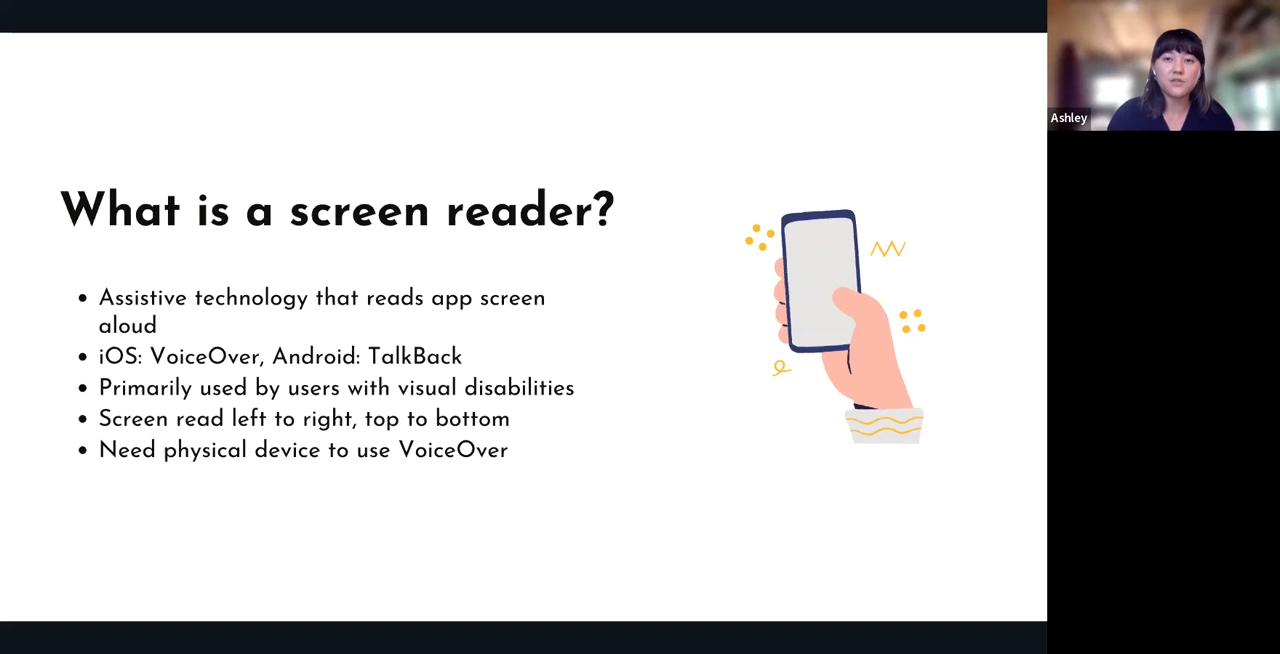 What is a screen reader?
Assistive technology that reads app screen
aloud
iOS: VoiceOver, Android: TalkBack
Primarily used by users with visual disabilities
Screen read left to right, top to bottom
Need physical device to use VoiceOver
Ashley